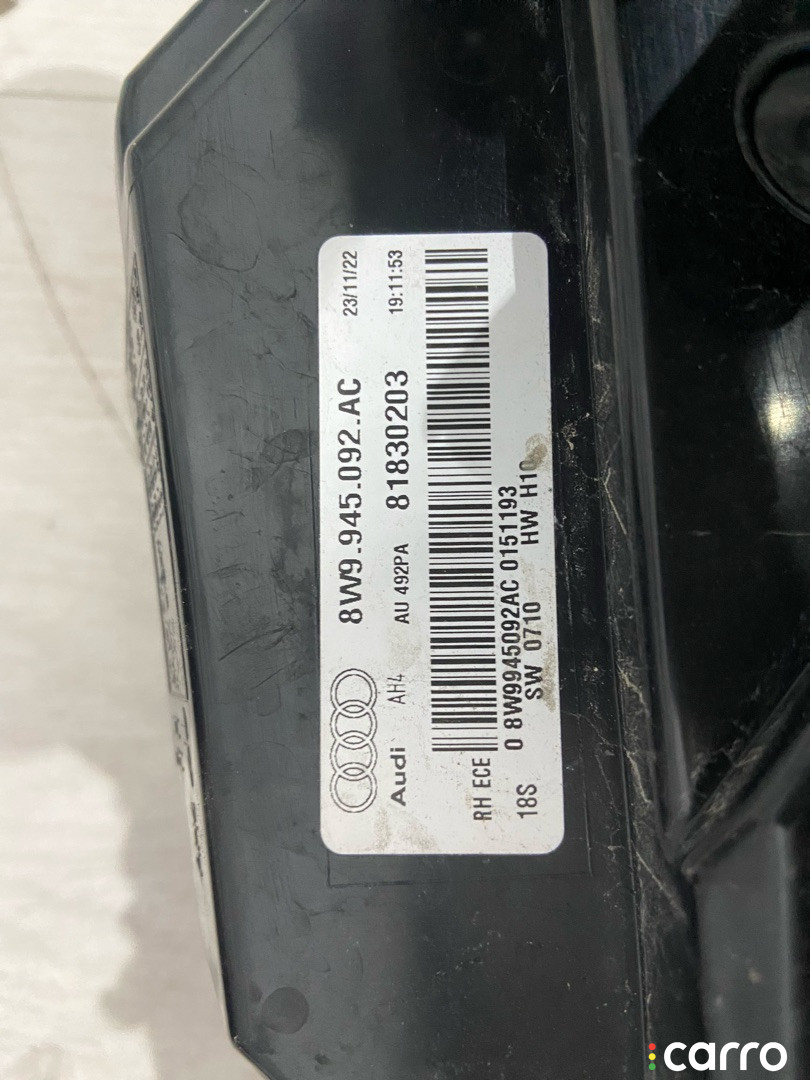 8W9.945.092.AC 23/11/22
Audi AH4 AU 492PA 81830203 19:11:53
RH ECE
18S 0 8W9945092AC 0151193
SW 0710 HW H10
carro